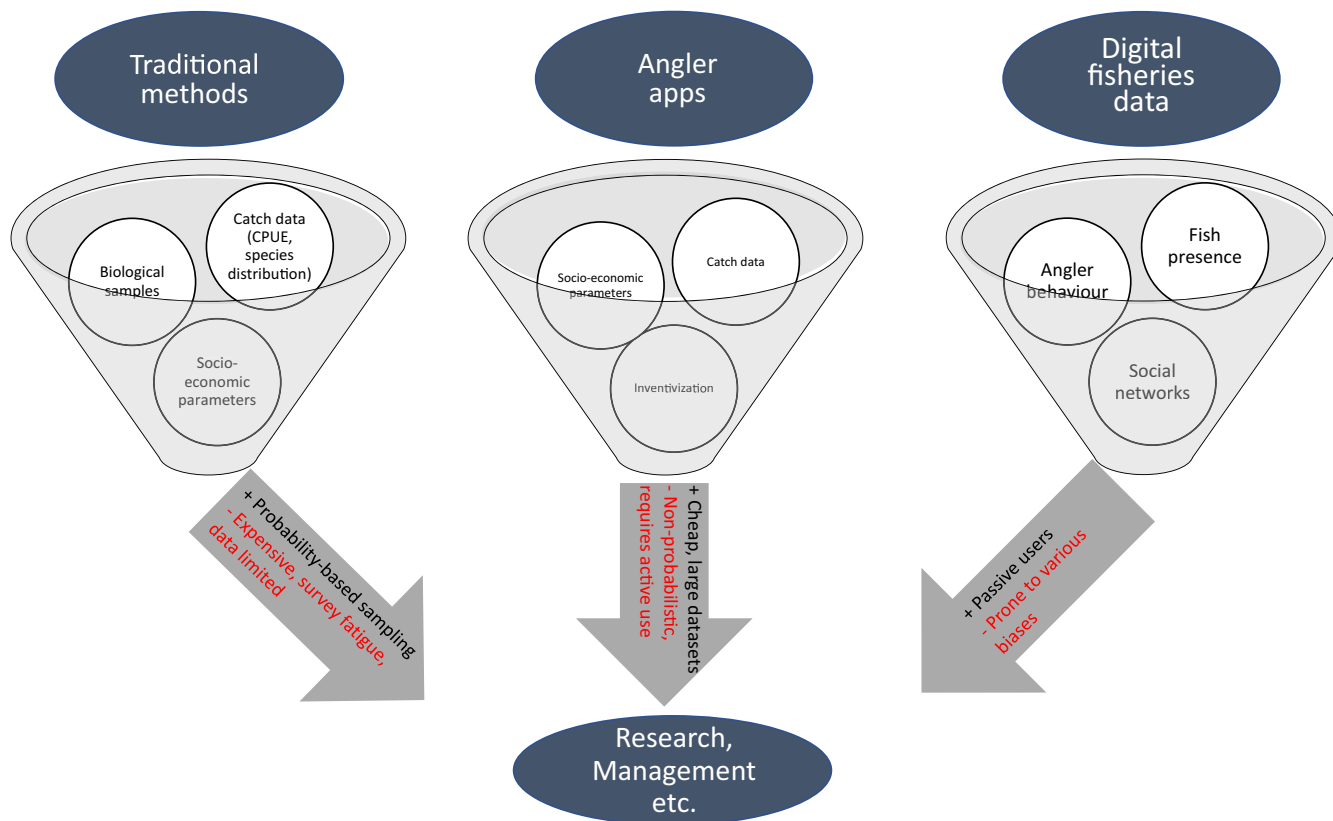 Traditional
methods
Angler
apps
Digital
fisheries
data
Biological
samples
Catch data
(CPUE,
species
distribution)
Socio-
economic
parameters
Socio-economic
parameters
Catch data
Inventivization
Angler
behaviour
Fish
presence
Social
networks
+ Probability-based sampling
- Expensive, survey fatigue,
data limited
+ Cheap, large datasets
- Non-probabilistic,
requires active use
+ Passive users
- Prone to various
biases
Research,
Management
etc.